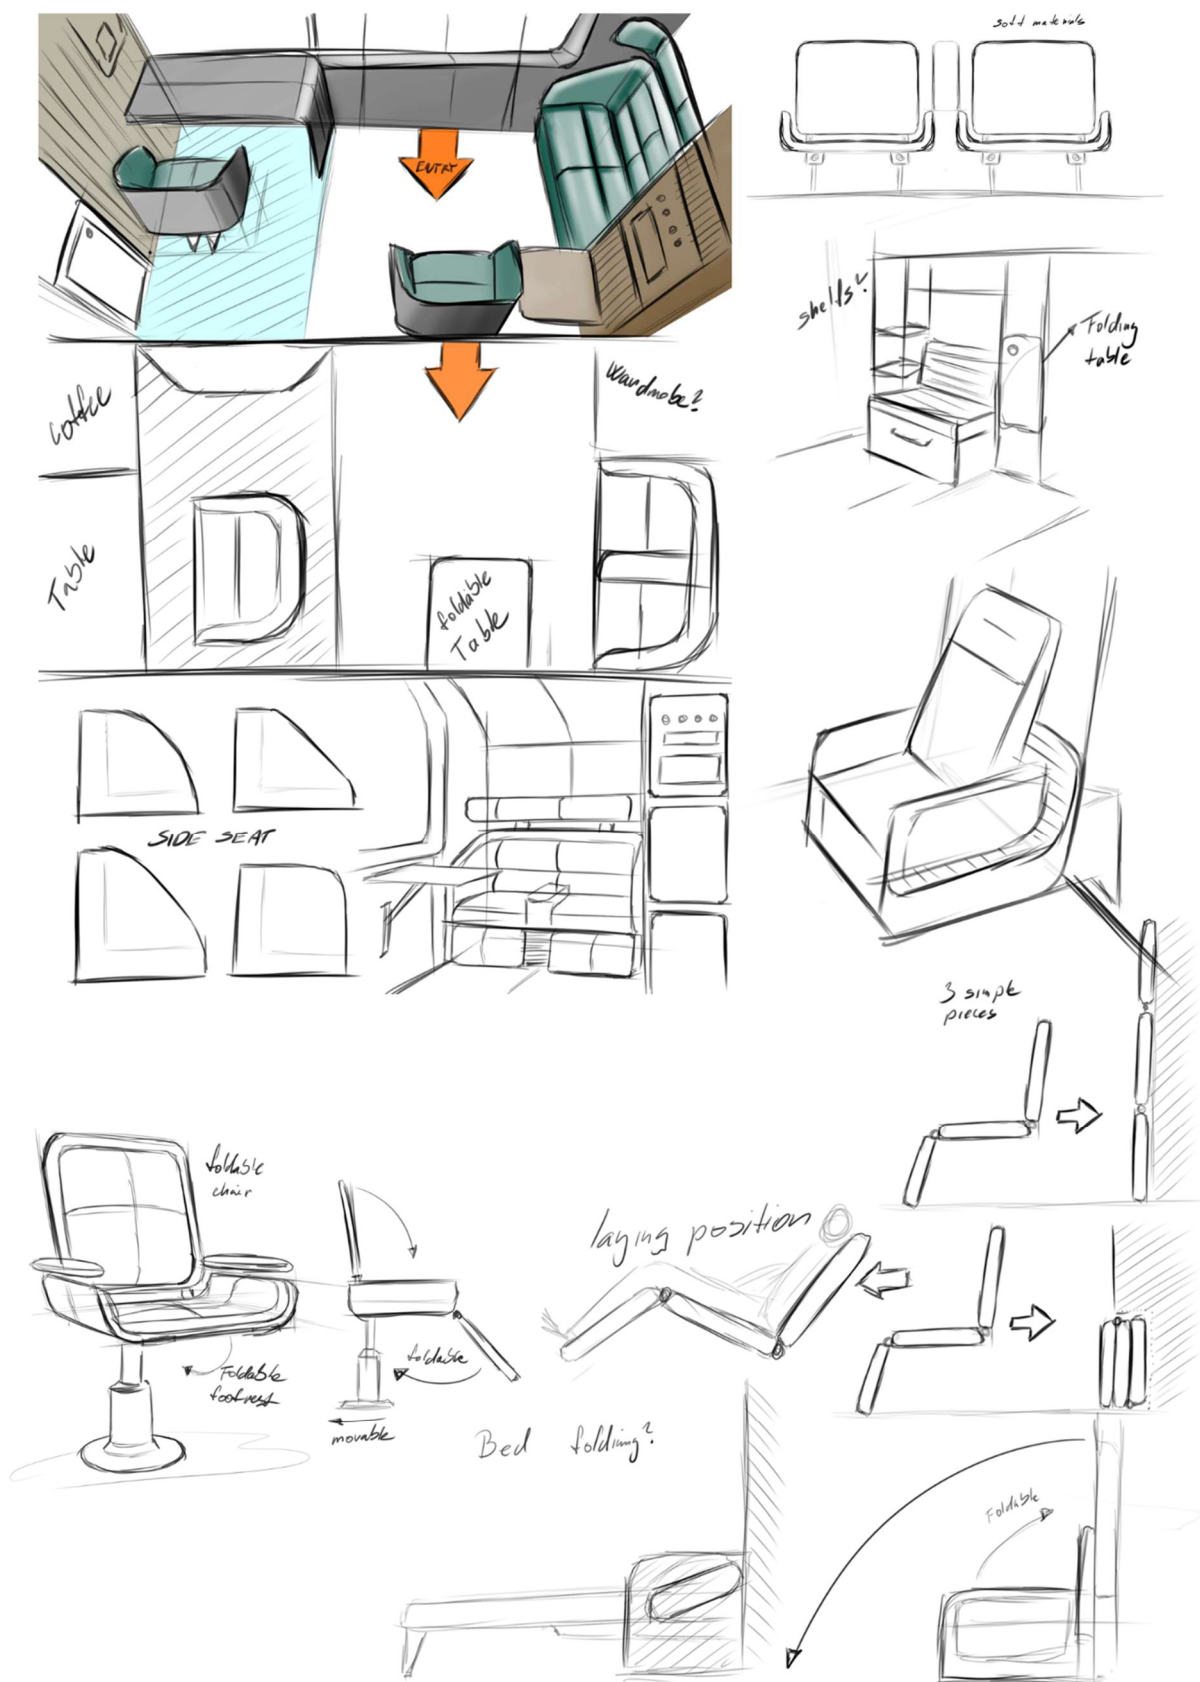 soft materials
ENTRY
shelfs?
Folding
table
coffee
Wardrobe?
Table
foldable
Table
SIDE SEAT
3 simple
pieces
foldable
chair
laying position
Foldable
footrest
foldable
movable
Bed folding?
Foldable